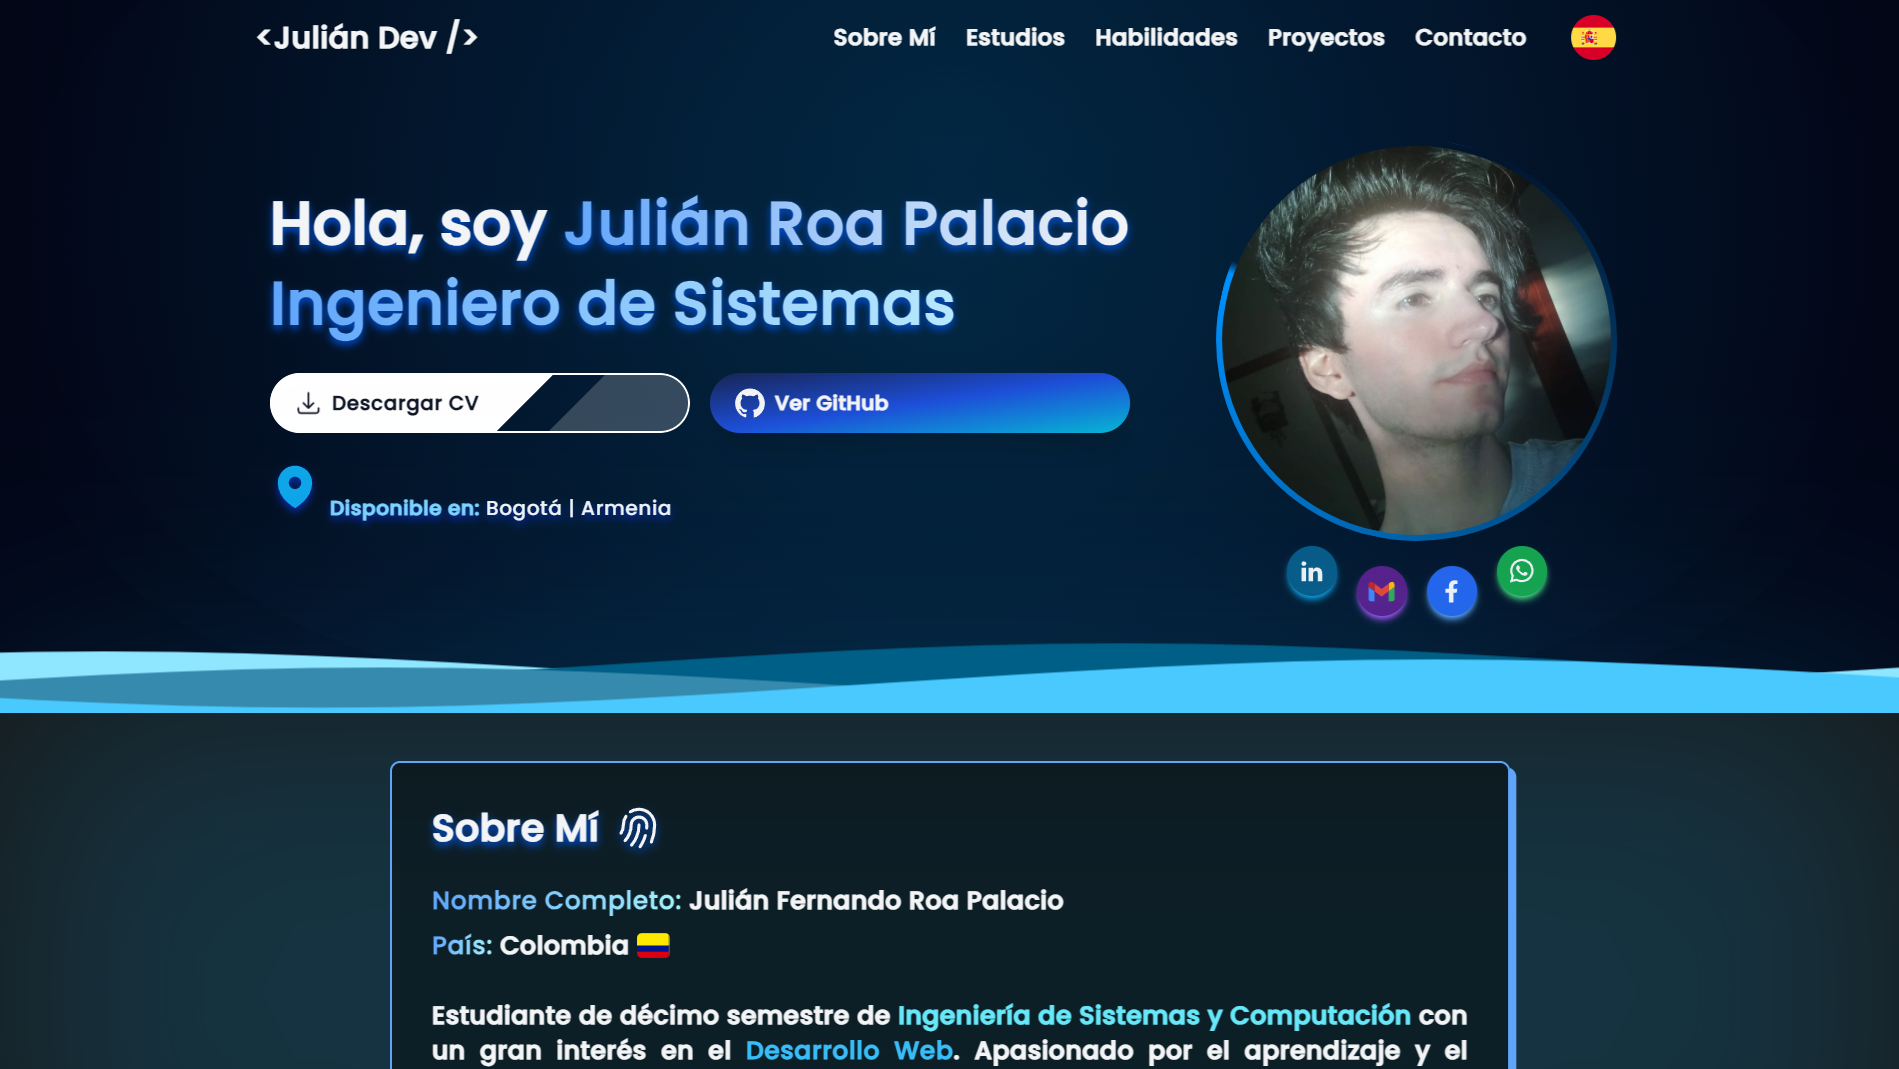 <Julián Dev />
Sobre Mí
Estudios
Habilidades
Proyectos
Contacto
Hola, soy Julián Roa Palacio
Ingeniero de Sistemas
Descargar CV
Ver GitHub
Disponible en: Bogotá | Armenia
in
Sobre Mí
Nombre Completo: Julián Fernando Roa Palacio
País: Colombia
Estudiante de décimo semestre de Ingeniería de Sistemas y Computación con
un gran interés en el Desarrollo Web. Apasionado por el aprendizaje y el